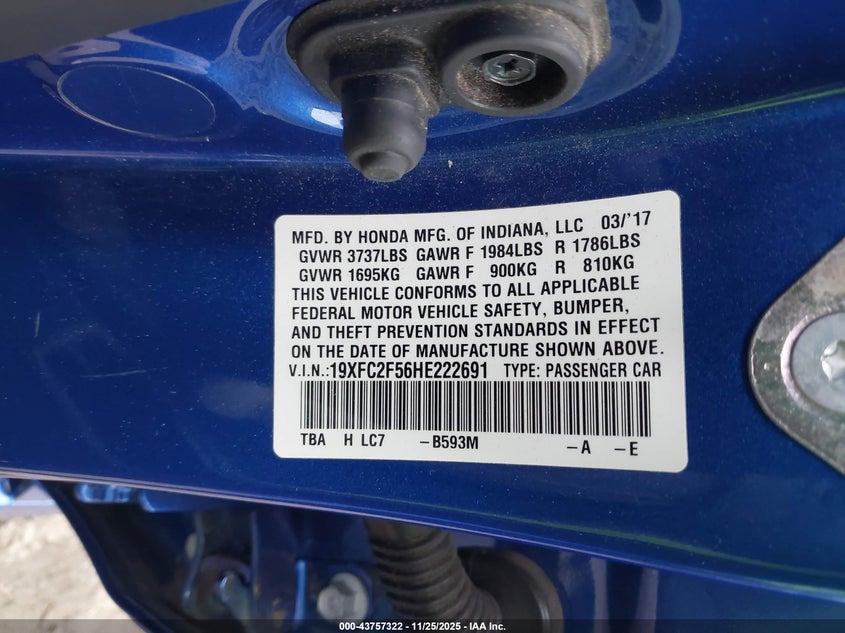 MFD. BY HONDA MFG. OF INDIANA, LLC 03/'17
GVWR 3737LBS GAWR F 1984LBS R 1786LBS
GVWR 1695KG GAWR F 900KG R 810KG
THIS VEHICLE CONFORMS TO ALL APPLICABLE
FEDERAL MOTOR VEHICLE SAFETY, BUMPER,
AND THEFT PREVENTION STANDARDS IN EFFECT
ON THE DATE OF MANUFACTURE SHOWN ABOVE.
V.I.N.:19XFC2F56HE222691 TYPE: PASSENGER CAR
TBA H LC7 -B593M -A -E
000-43757322 - 11/25/2025 - IAA Inc.